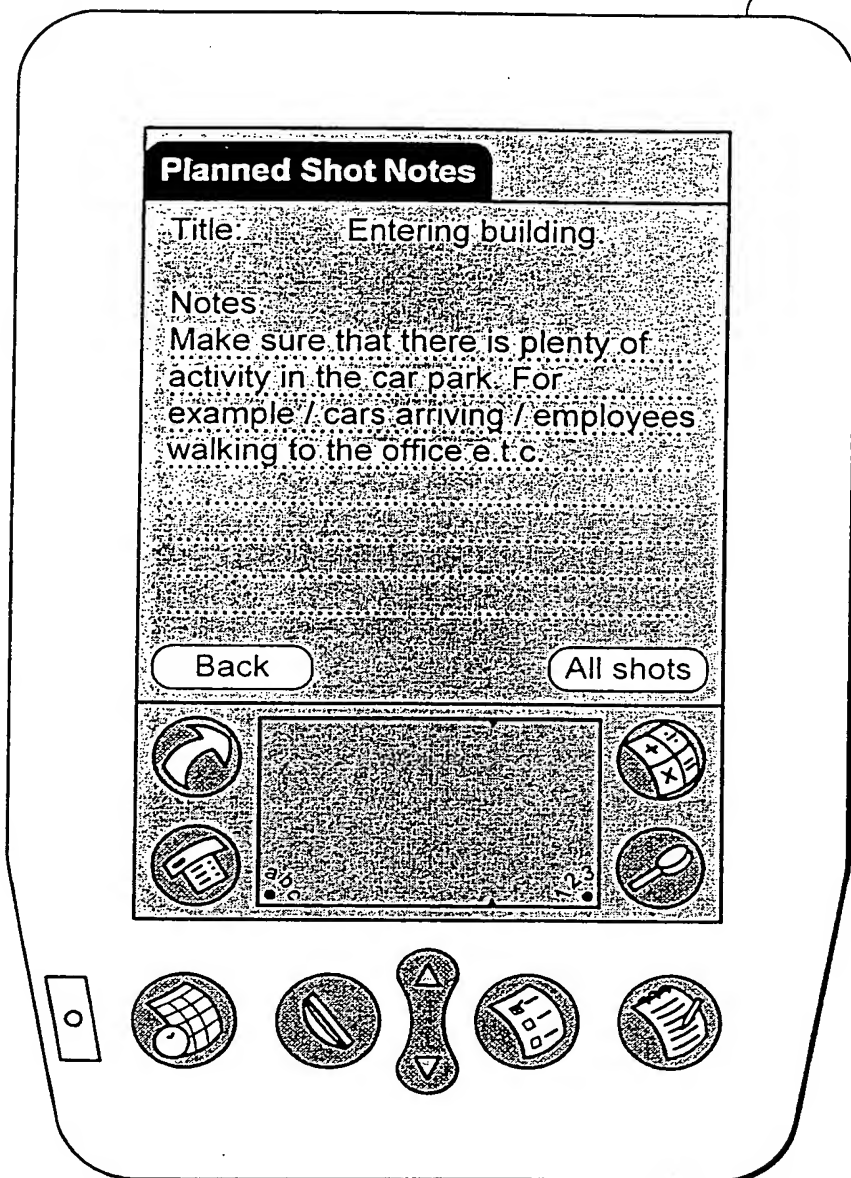 Planned Shot Notes
Title: Entering building
Notes
Make sure that there is plenty of
activity in the car park. For
example / cars arriving / employees
walking to the office e.t.c.
Back
All shots
abc
123